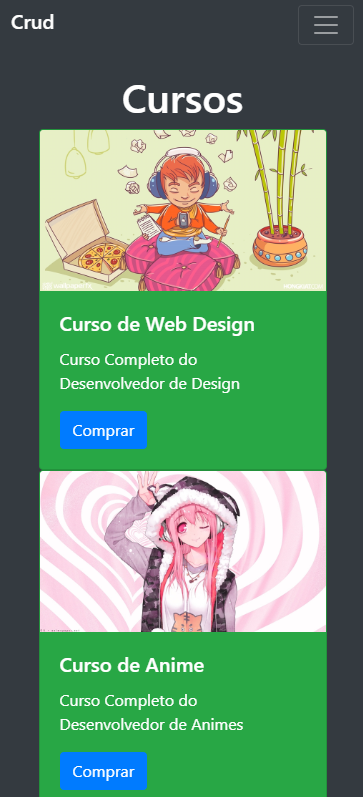 Crud
Cursos
Curso de Web Design
Curso Completo do
Desenvolvedor de Design
Comprar
Curso de Anime
Curso Completo do
Desenvolvedor de Animes
Comprar